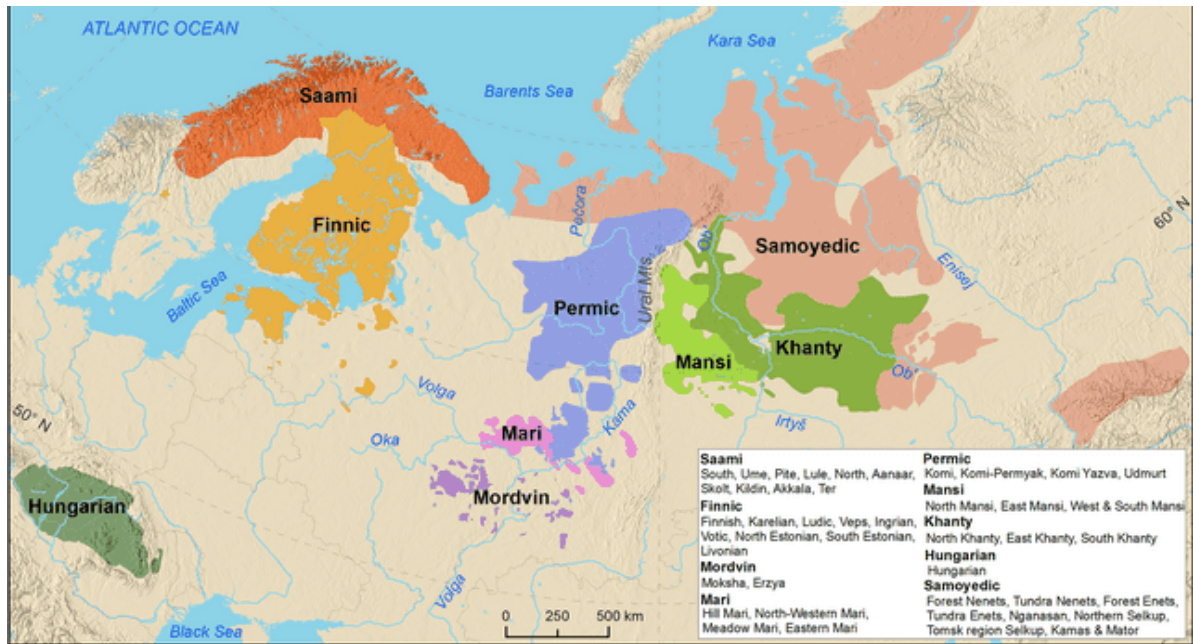 ATLANTIC OCEAN
Kara Sea
Barents Sea
Saami
60° N
Pečora
Finnic
Ob'
Samoyedic
Enisej
Baltic Sea
Ural Mts.
Permic
Khanty
Mansi
Ob'
Volga
50° N
Irtyš
Kama
Mari
Oka
Mordvin
Hungarian
Volga
0 250 500 km
Black Sea
Saami
South, Ume, Pite, Lule, North, Aanaar,
Skolt, Kildin, Akkala, Ter
Finnic
Finnish, Karelian, Ludic, Veps, Ingrian,
Votic, North Estonian, South Estonian,
Livonian
Mordvin
Moksha, Erzya
Mari
Hill Mari, North-Western Mari,
Meadow Mari, Eastern Mari
Permic
Komi, Komi-Permyak, Komi Yazva, Udmurt
Mansi
North Mansi, East Mansi, West & South Mansi
Khanty
North Khanty, East Khanty, South Khanty
Hungarian
Hungarian
Samoyedic
Forest Nenets, Tundra Nenets, Forest Enets,
Tundra Enets, Nganasan, Northern Selkup,
Tomsk region Selkup, Kamas & Mator